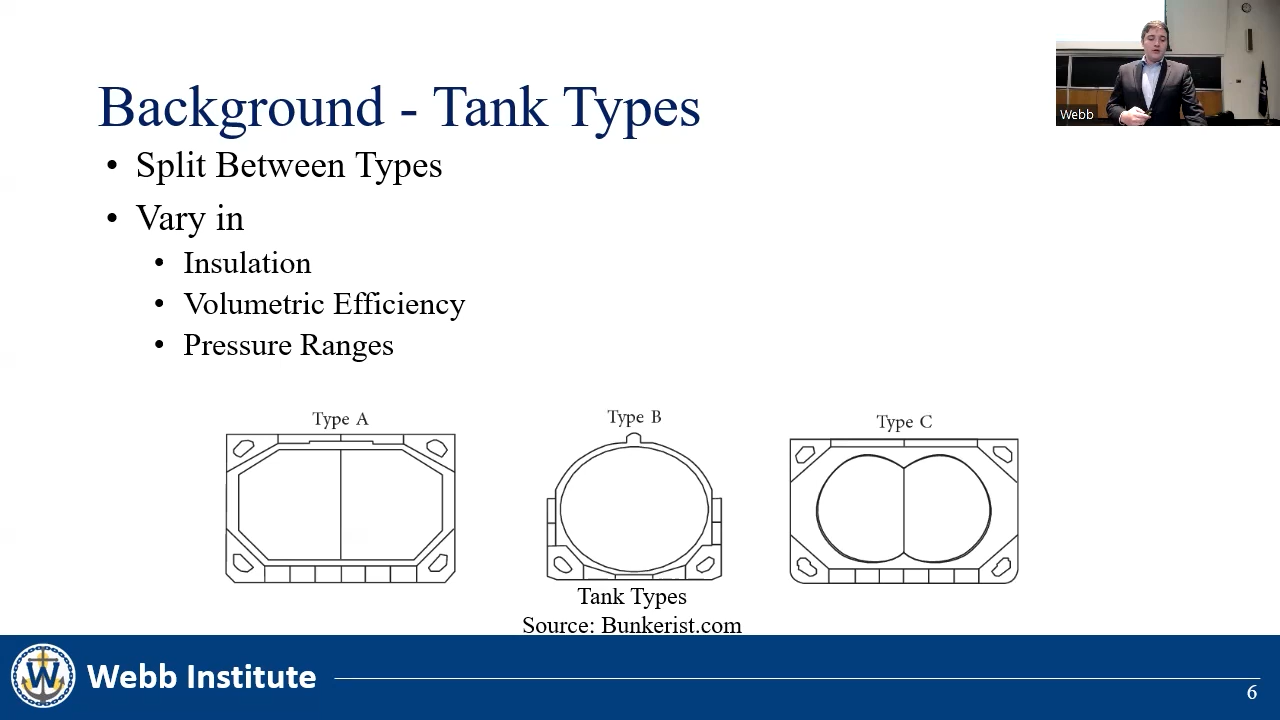 Background - Tank Types
• Split Between Types
• Vary in
• Insulation
• Volumetric Efficiency
• Pressure Ranges
Webb
Type A
Type B
Type C
Tank Types
Source: Bunkerist.com
W
Webb Institute
6